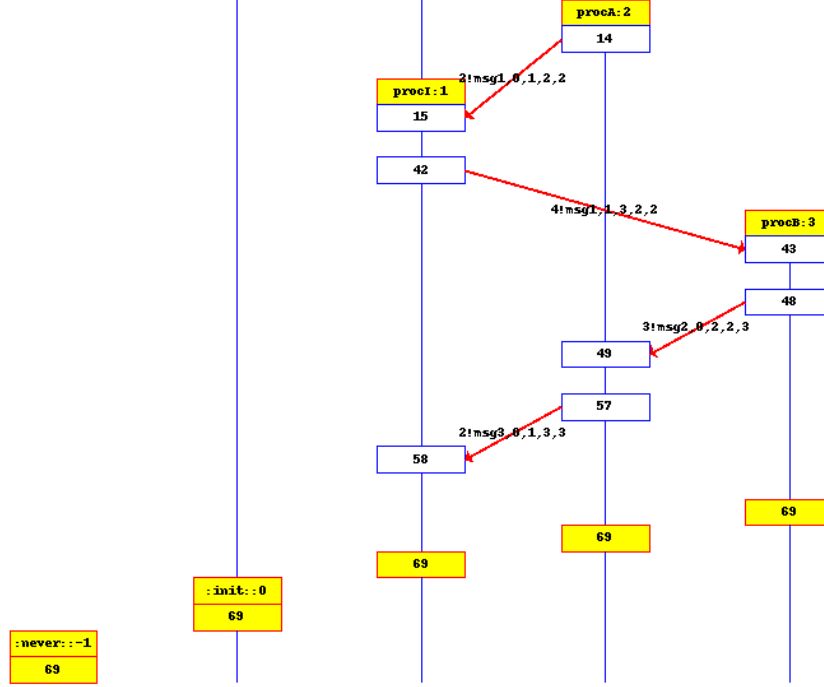 procA:2
14
2!msg1,0,1,2,2
procI:1
15
42
4!msg1,1,3,2,2
procB:3
43
48
3!msg2,0,2,2,3
49
57
2!msg3,0,1,3,3
58
69
69
69
:init::0
69
:never::-1
69